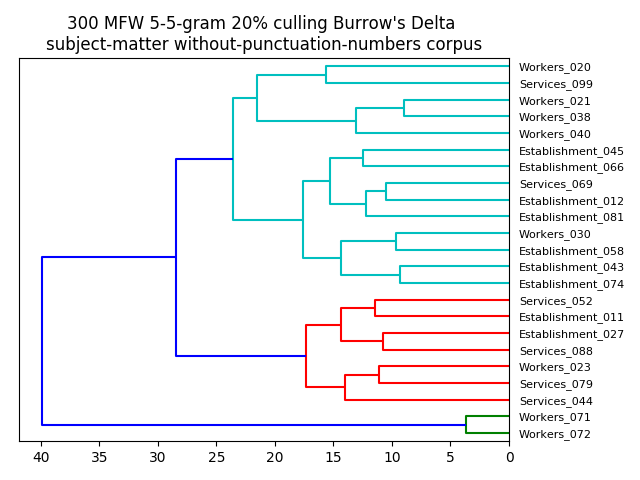 300 MFW 5-5-gram 20% culling Burrow's Delta
subject-matter without-punctuation-numbers corpus
Workers_020
Services_099
Workers_021
Workers_038
Workers_040
Establishment_045
Establishment_066
Services_069
Establishment_012
Establishment_081
Workers_030
Establishment_058
Establishment_043
Establishment_074
Services_052
Establishment_011
Establishment_027
Services_088
Workers_023
Services_079
Services_044
Workers_071
Workers_072
40 35 30 25 20 15 10 5 0